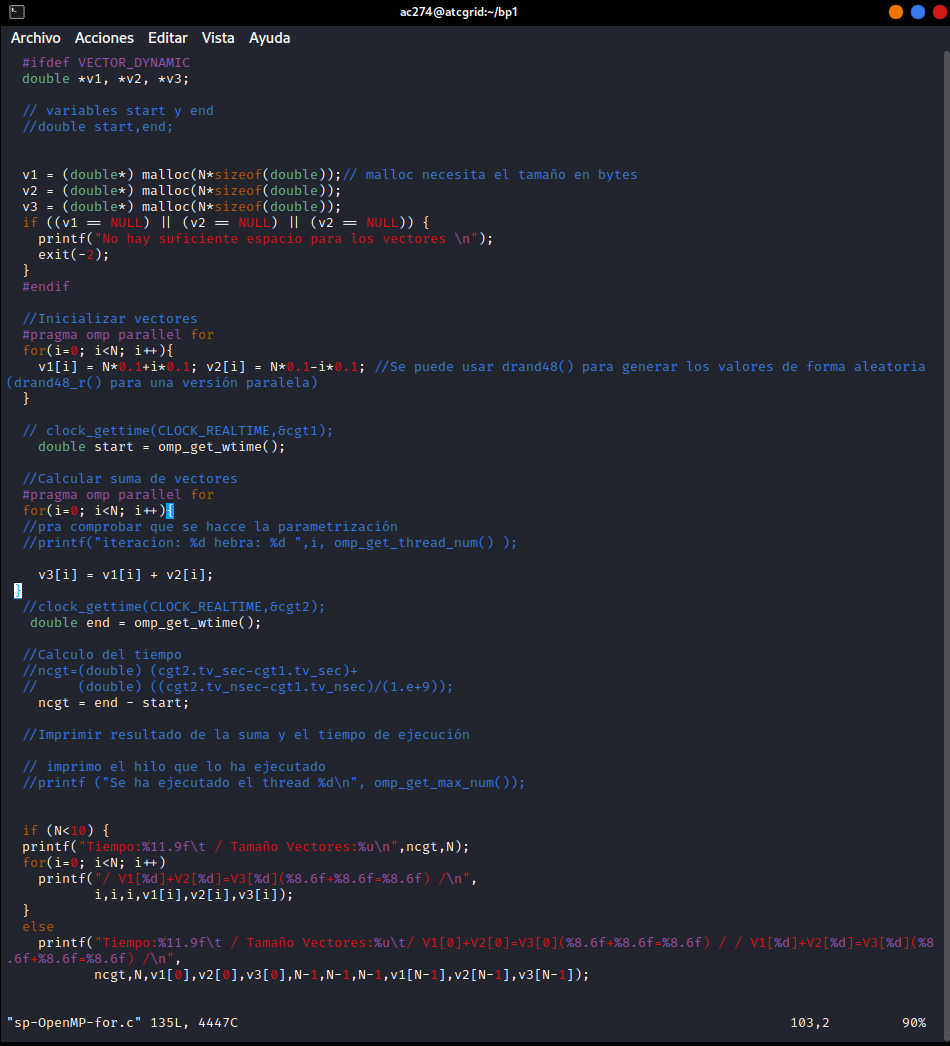 ac274@atcgrid:~/bp1
Archivo Acciones Editar Vista Ayuda
#ifdef VECTOR_DYNAMIC
double *v1, *v2, *v3;
// variables start y end
//double start,end;
v1 = (double*) malloc(N*sizeof(double));// malloc necesita el tamaño en bytes
v2 = (double*) malloc(N*sizeof(double));
v3 = (double*) malloc(N*sizeof(double));
if ((v1 == NULL) || (v2 == NULL) || (v2 == NULL)) {
printf("No hay suficiente espacio para los vectores \n");
exit(-2);
}
#endif
//Inicializar vectores
#pragma omp parallel for
for(i=0; i<N; i++){
v1[i] = N*0.1+i*0.1; v2[i] = N*0.1-i*0.1; //Se puede usar drand48() para generar los valores de forma aleatoria
(drand48_r() para una versión paralela)
}
// clock_gettime(CLOCK_REALTIME,&cgt1);
double start = omp_get_wtime();
//Calcular suma de vectores
#pragma omp parallel for
for(i=0; i<N; i++){
//pra comprobar que se hacce la parametrización
//printf("iteracion: %d hebra: %d ",i, omp_get_thread_num() );
v3[i] = v1[i] + v2[i];
}
//clock_gettime(CLOCK_REALTIME,&cgt2);
double end = omp_get_wtime();
//Calculo del tiempo
//ncgt=(double) (cgt2.tv_sec-cgt1.tv_sec)+
// (double) ((cgt2.tv_nsec-cgt1.tv_nsec)/(1.e+9));
ncgt = end - start;
//Imprimir resultado de la suma y el tiempo de ejecución
// imprimo el hilo que lo ha ejecutado
//printf ("Se ha ejecutado el thread %d\n", omp_get_max_num());
if (N<10) {
printf("Tiempo:%11.9f\t / Tamaño Vectores:%u\n",ncgt,N);
for(i=0; i<N; i++)
printf("/ V1[%d]+V2[%d]=V3[%d](%8.6f+%8.6f=%8.6f) /\n",
i,i,i,v1[i],v2[i],v3[i]);
}
else
printf("Tiempo:%11.9f\t / Tamaño Vectores:%u\t/ V1[0]+V2[0]=V3[0](%8.6f+%8.6f=%8.6f) / / V1[%d]+V2[%d]=V3[%d](%8
.6f+%8.6f=%8.6f) /\n",
ncgt,N,v1[0],v2[0],v3[0],N-1,N-1,N-1,v1[N-1],v2[N-1],v3[N-1]);
"sp-OpenMP-for.c" 135L, 4447C 103,2 90%